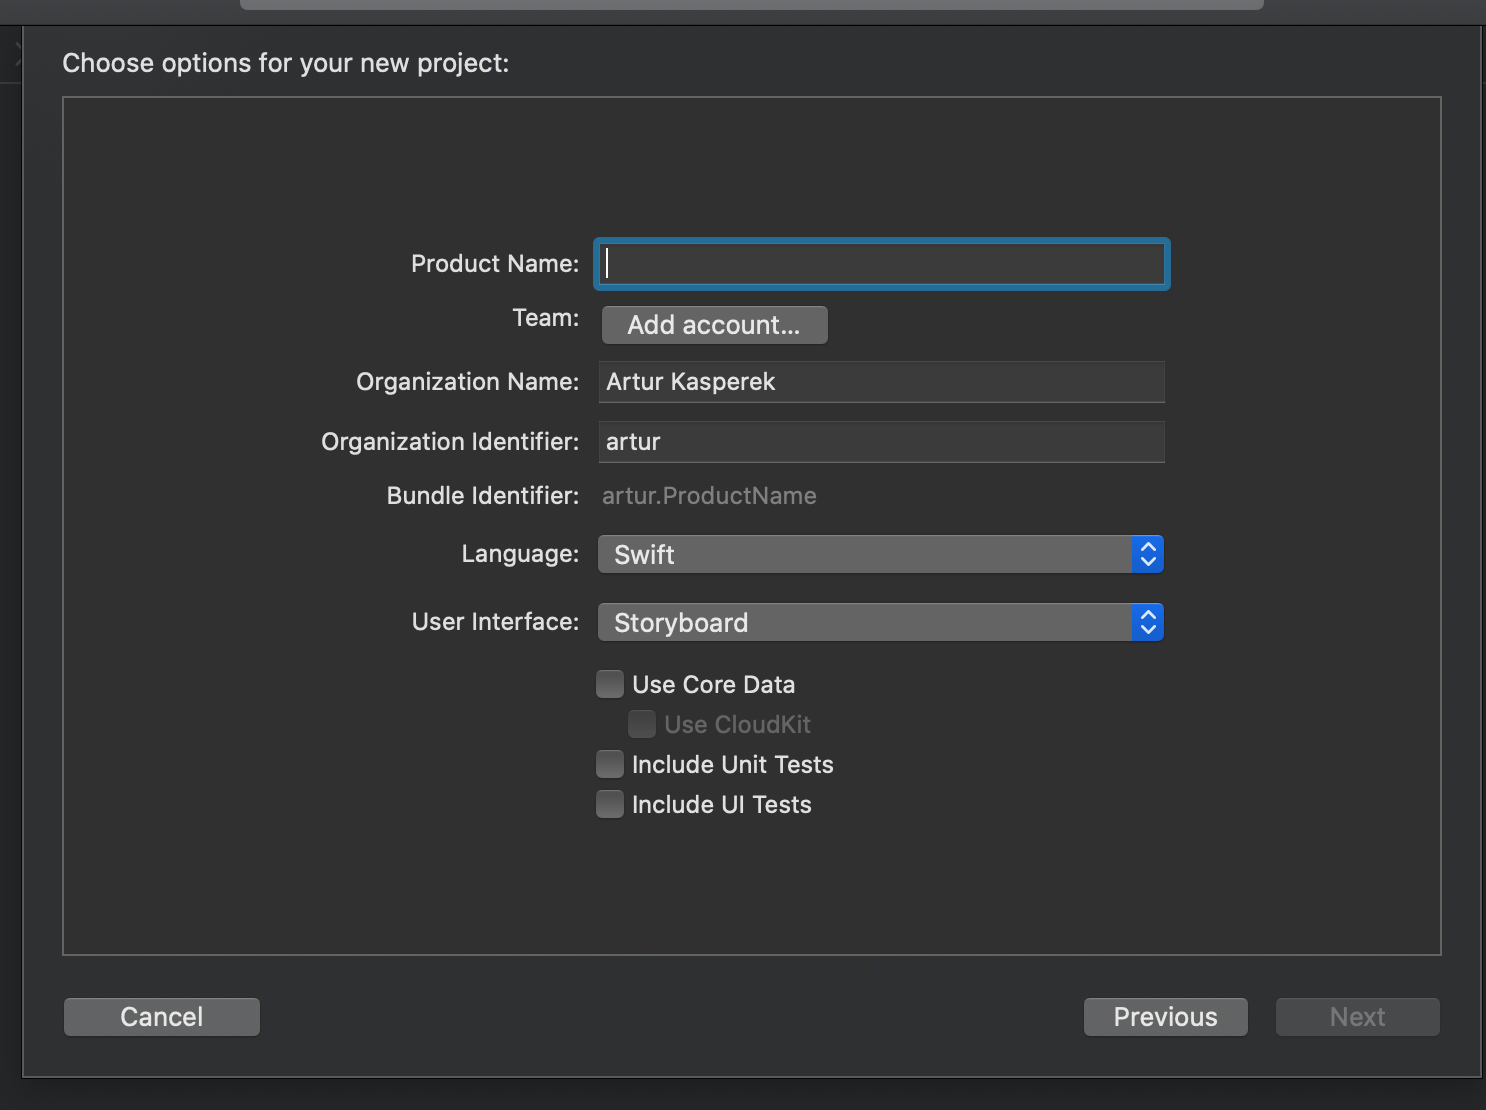 Choose options for your new project:
Product Name:
Team: Add account...
Organization Name: Artur Kasperek
Organization Identifier: artur
Bundle Identifier: artur.ProductName
Language: Swift
User Interface: Storyboard
Use Core Data
Use CloudKit
Include Unit Tests
Include UI Tests
Cancel Previous Next